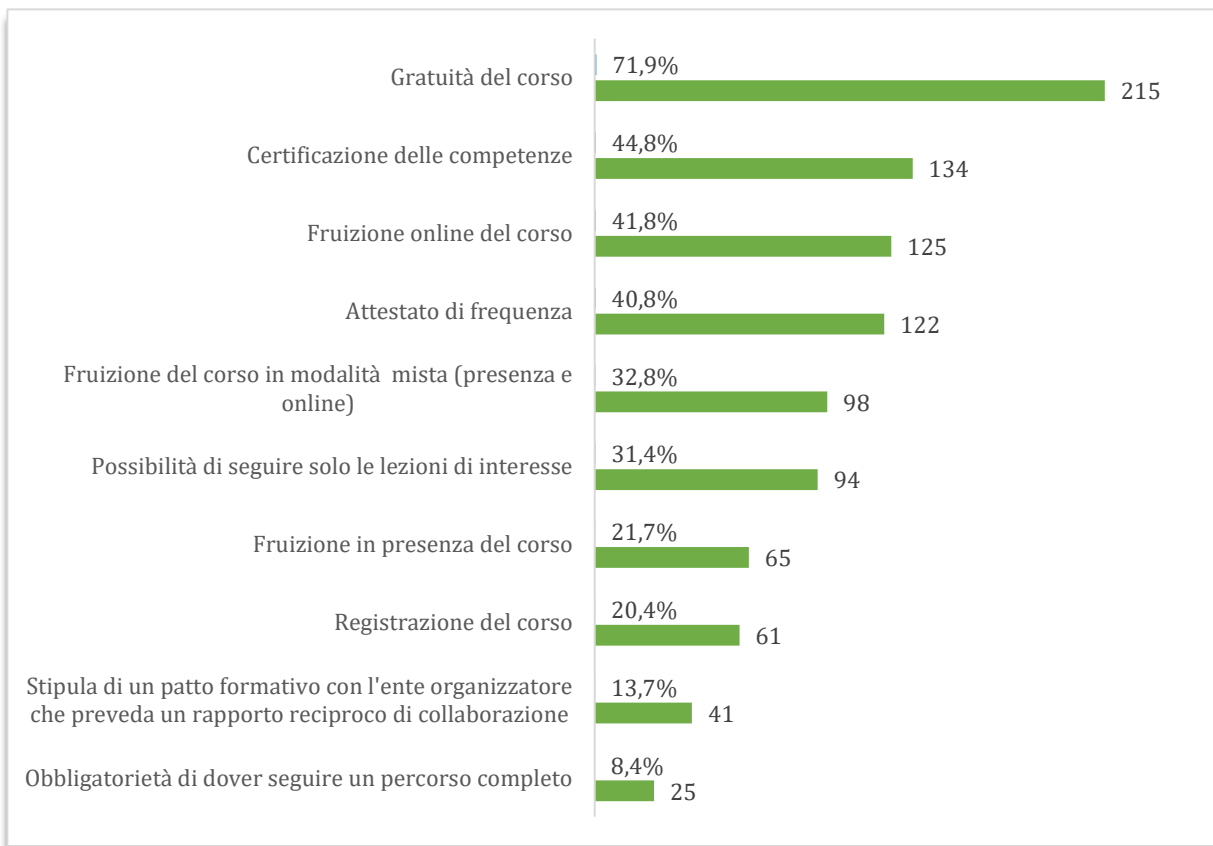 Gratuità del corso
71,9%
215
Certificazione delle competenze
44,8%
134
Fruizione online del corso
41,8%
125
Attestato di frequenza
40,8%
122
Fruizione del corso in modalità  mista (presenza e
online)
32,8%
98
Possibilità di seguire solo le lezioni di interesse
31,4%
94
Fruizione in presenza del corso
21,7%
65
Registrazione del corso
20,4%
61
Stipula di un patto formativo con l'ente organizzatore
che preveda un rapporto reciproco di collaborazione
13,7%
41
Obbligatorietà di dover seguire un percorso completo
8,4%
25